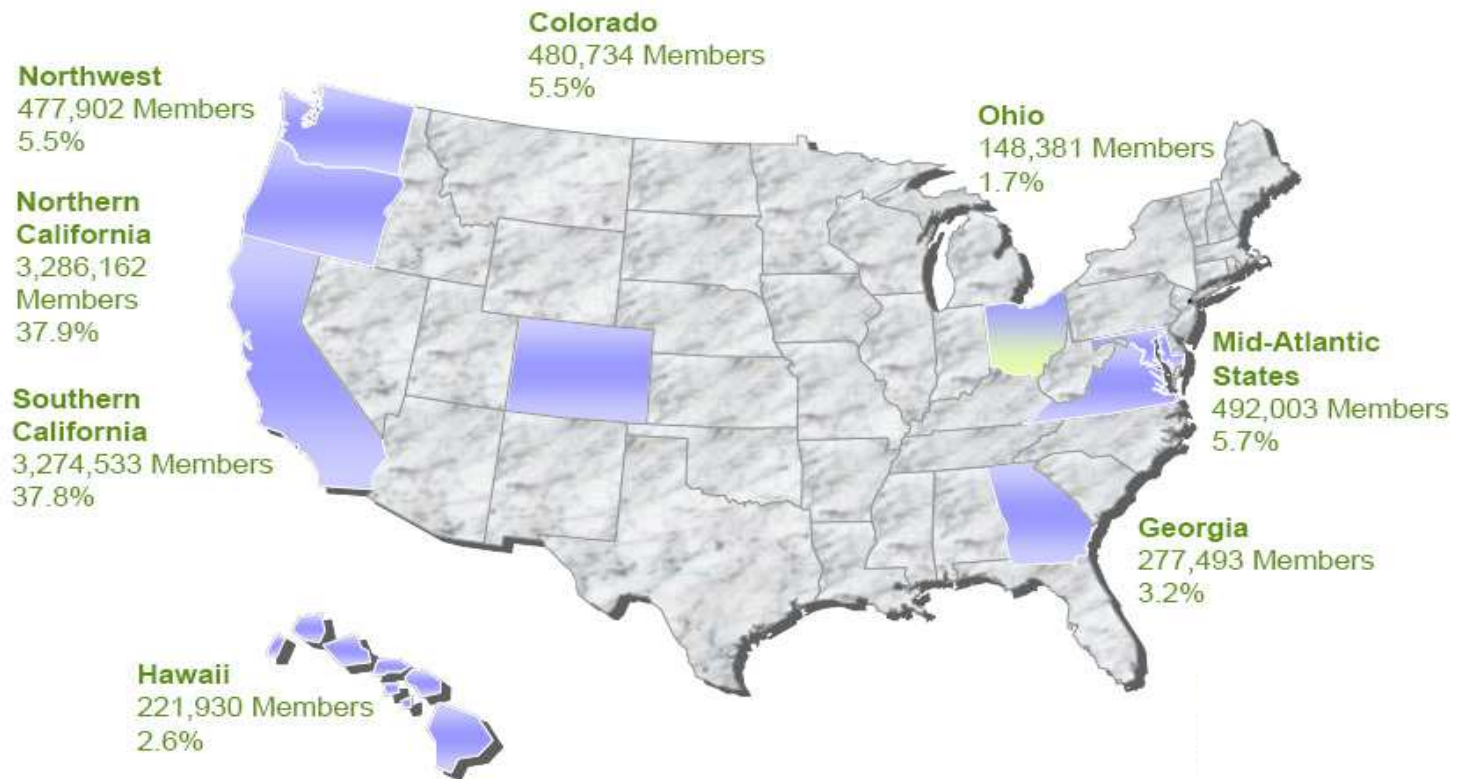 Colorado
480,734 Members
5.5%
Northwest
477,902 Members
5.5%
Ohio
148,381 Members
1.7%
Northern
California
3,286,162
Members
37.9%
Mid-Atlantic
States
492,003 Members
5.7%
Southern
California
3,274,533 Members
37.8%
Georgia
277,493 Members
3.2%
Hawaii
221,930 Members
2.6%